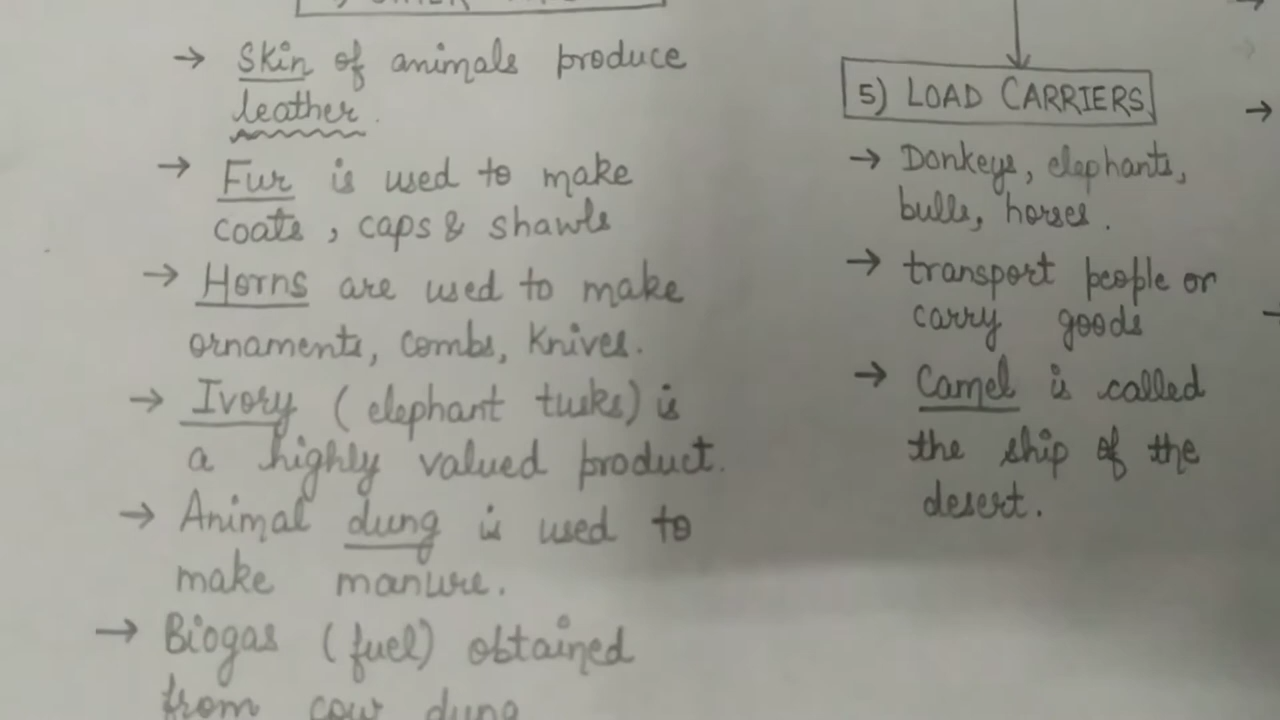 → Skin of animals produce
leather.
→ Fur is used to make
coats, caps & shawls
→ Horns are used to make
ornaments, combs, knives.
→ Ivory (elephant tusks) is
a highly valued product.
→ Animal dung is used to
make manure.
→ Biogas (fuel) obtained
from cow dung
5) LOAD CARRIERS
→ Donkeys, elephants,
bulls, horses.
→ transport people or
carry goods
→ Camel is called
the ship of the
desert.